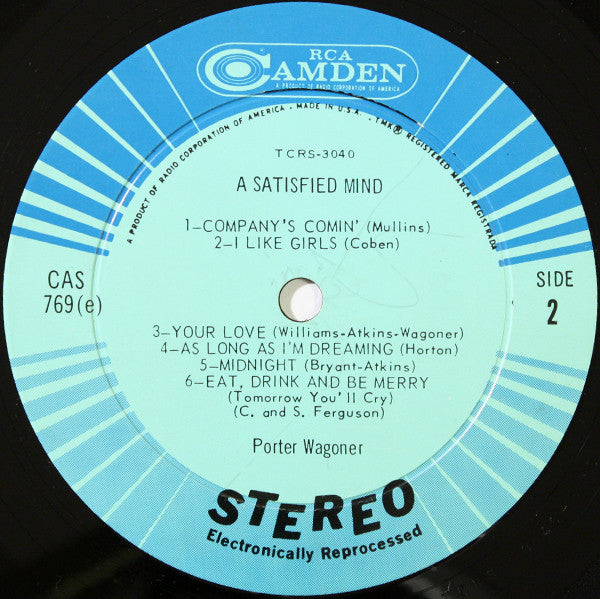 RCA
CAMDEN
A PRODUCT OF RADIO CORPORATION OF AMERICA
A PRODUCT OF RADIO CORPORATION OF AMERICA • MADE IN U.S.A. • TMK® REGISTERED MARCA REGISTRADA
TCRS-3040
A SATISFIED MIND
1–COMPANY'S COMIN' (Mullins)
2–I LIKE GIRLS (Coben)
CAS
769(e)
SIDE
2
3–YOUR LOVE (Williams-Atkins-Wagoner)
4–AS LONG AS I'M DREAMING (Horton)
5–MIDNIGHT (Bryant-Atkins)
6–EAT, DRINK AND BE MERRY
(Tomorrow You'll Cry)
(C. and S. Ferguson)
Porter Wagoner
STEREO
Electronically Reprocessed